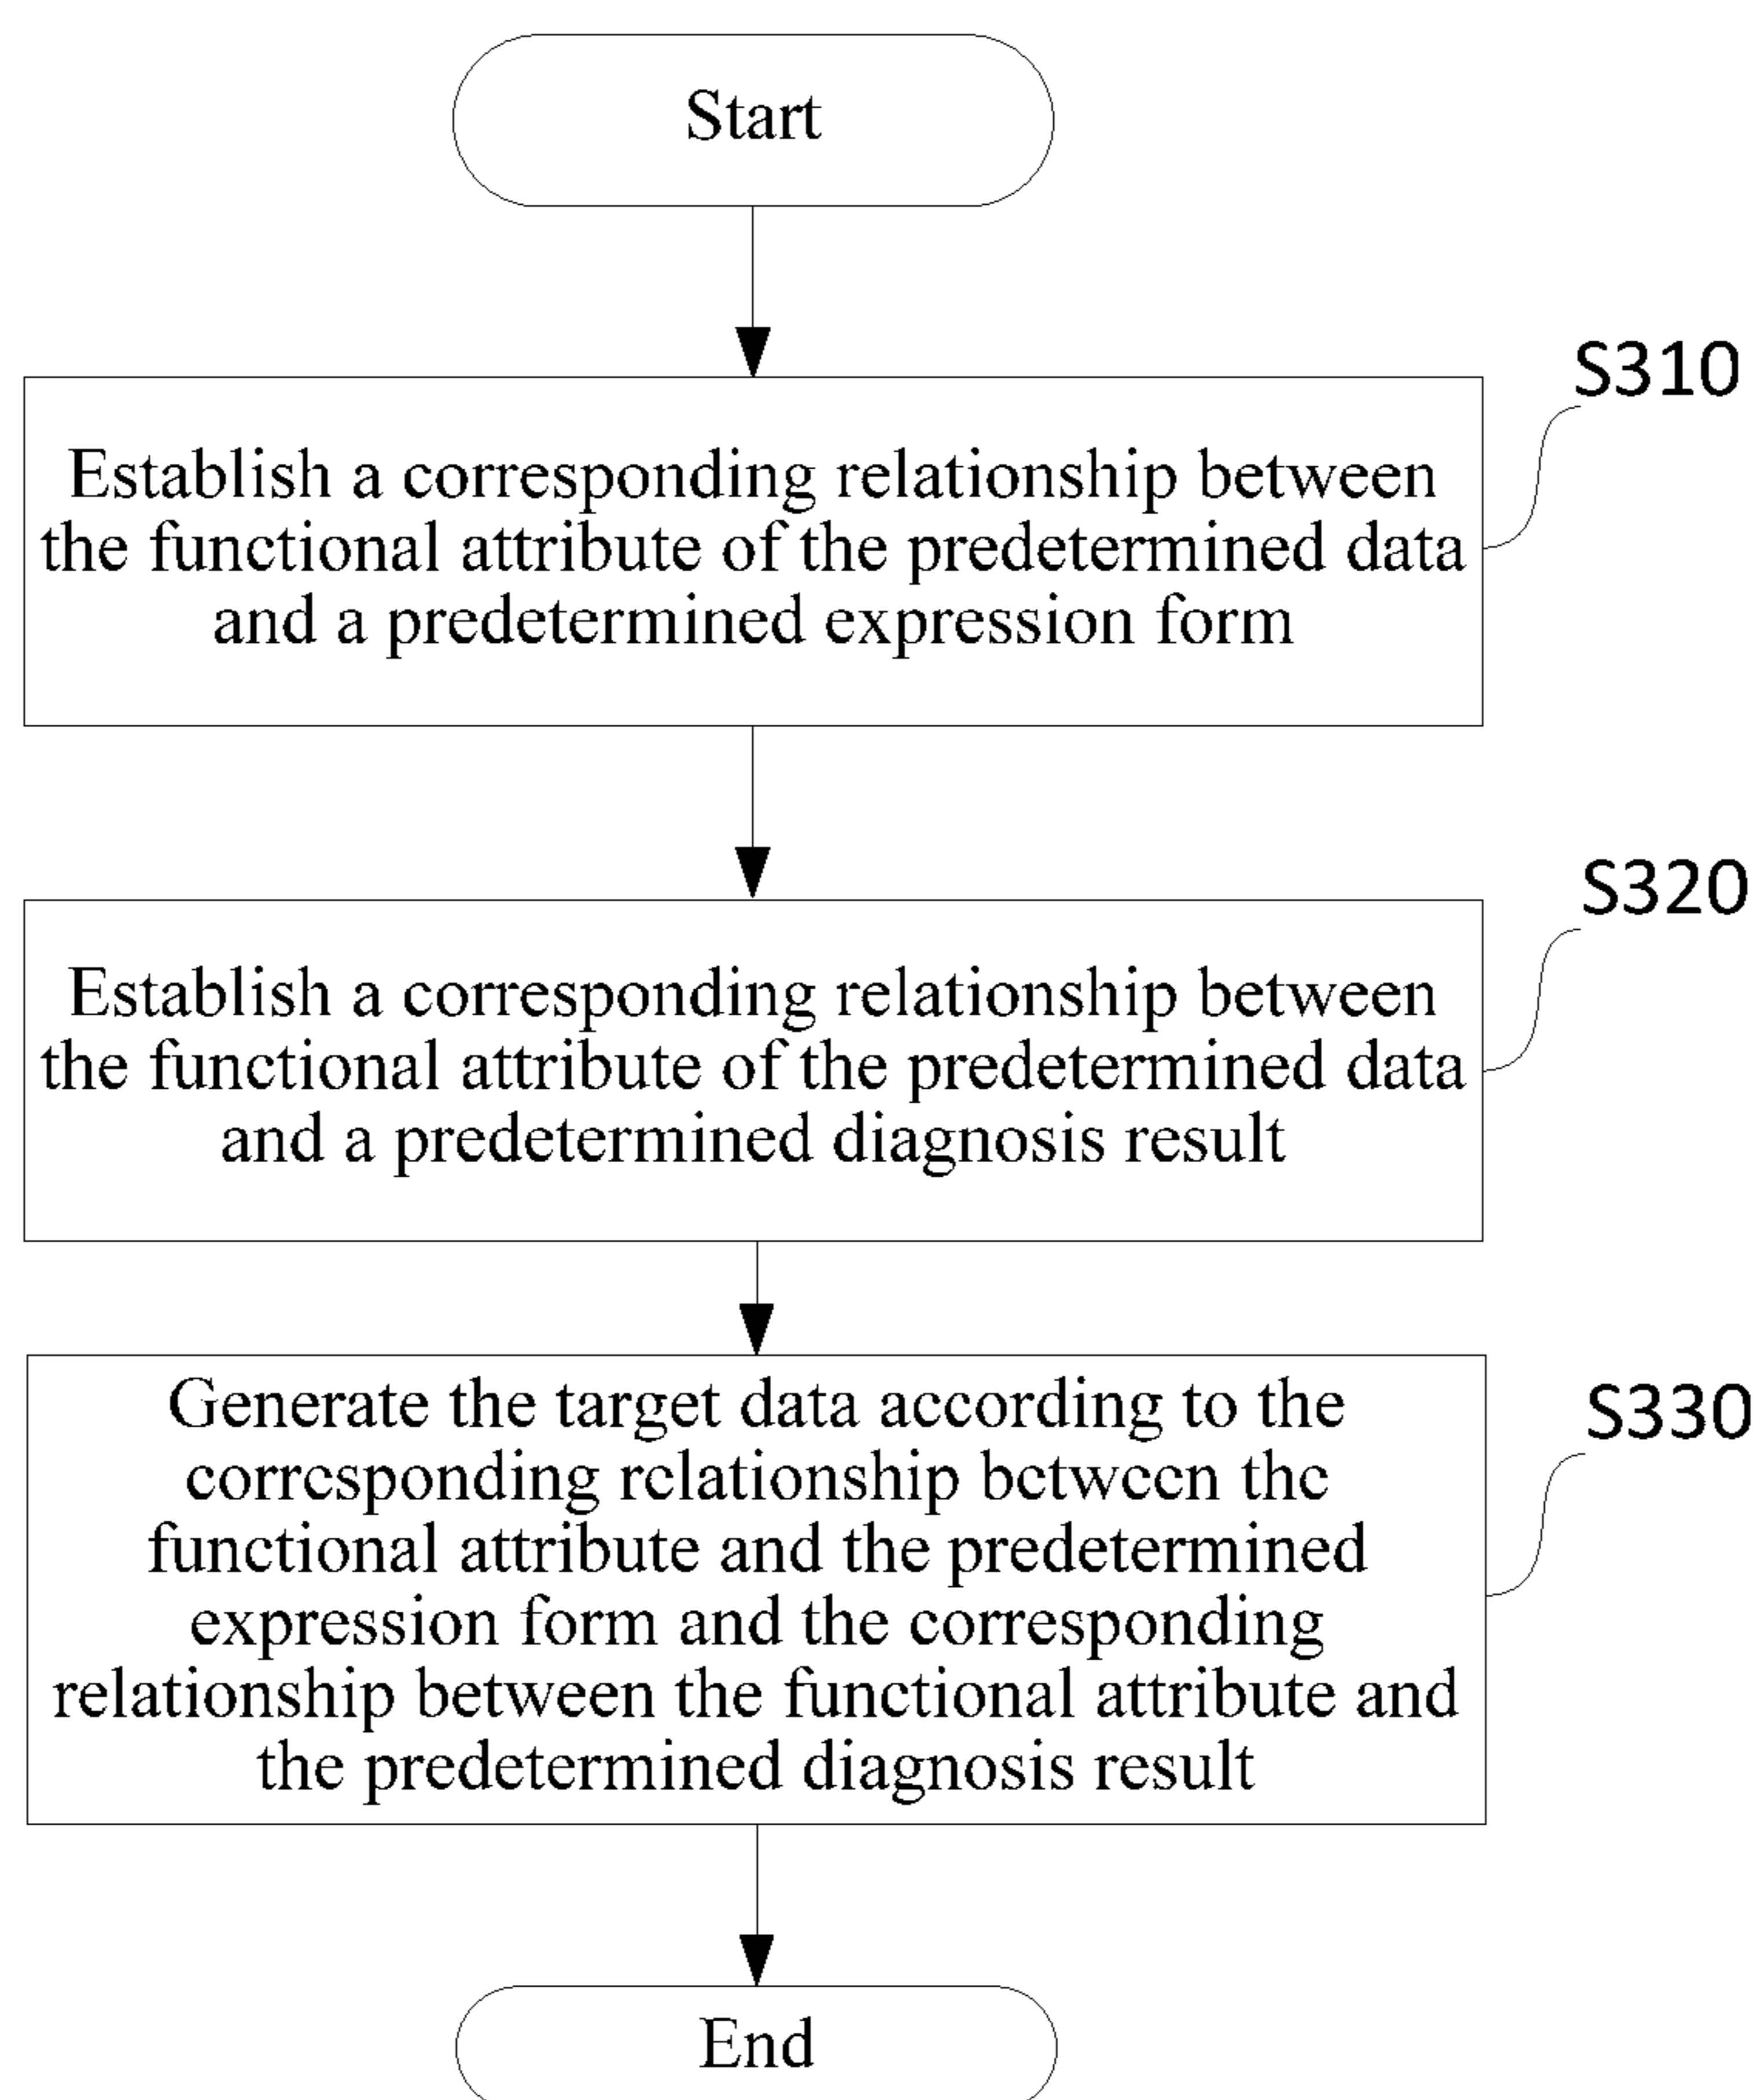 Start
S310
Establish a corresponding relationship between
the functional attribute of the predetermined data
and a predetermined expression form
S320
Establish a corresponding relationship between
the functional attribute of the predetermined data
and a predetermined diagnosis result
S330
Generate the target data according to the
corresponding relationship between the
functional attribute and the predetermined
expression form and the corresponding
relationship between the functional attribute and
the predetermined diagnosis result
End